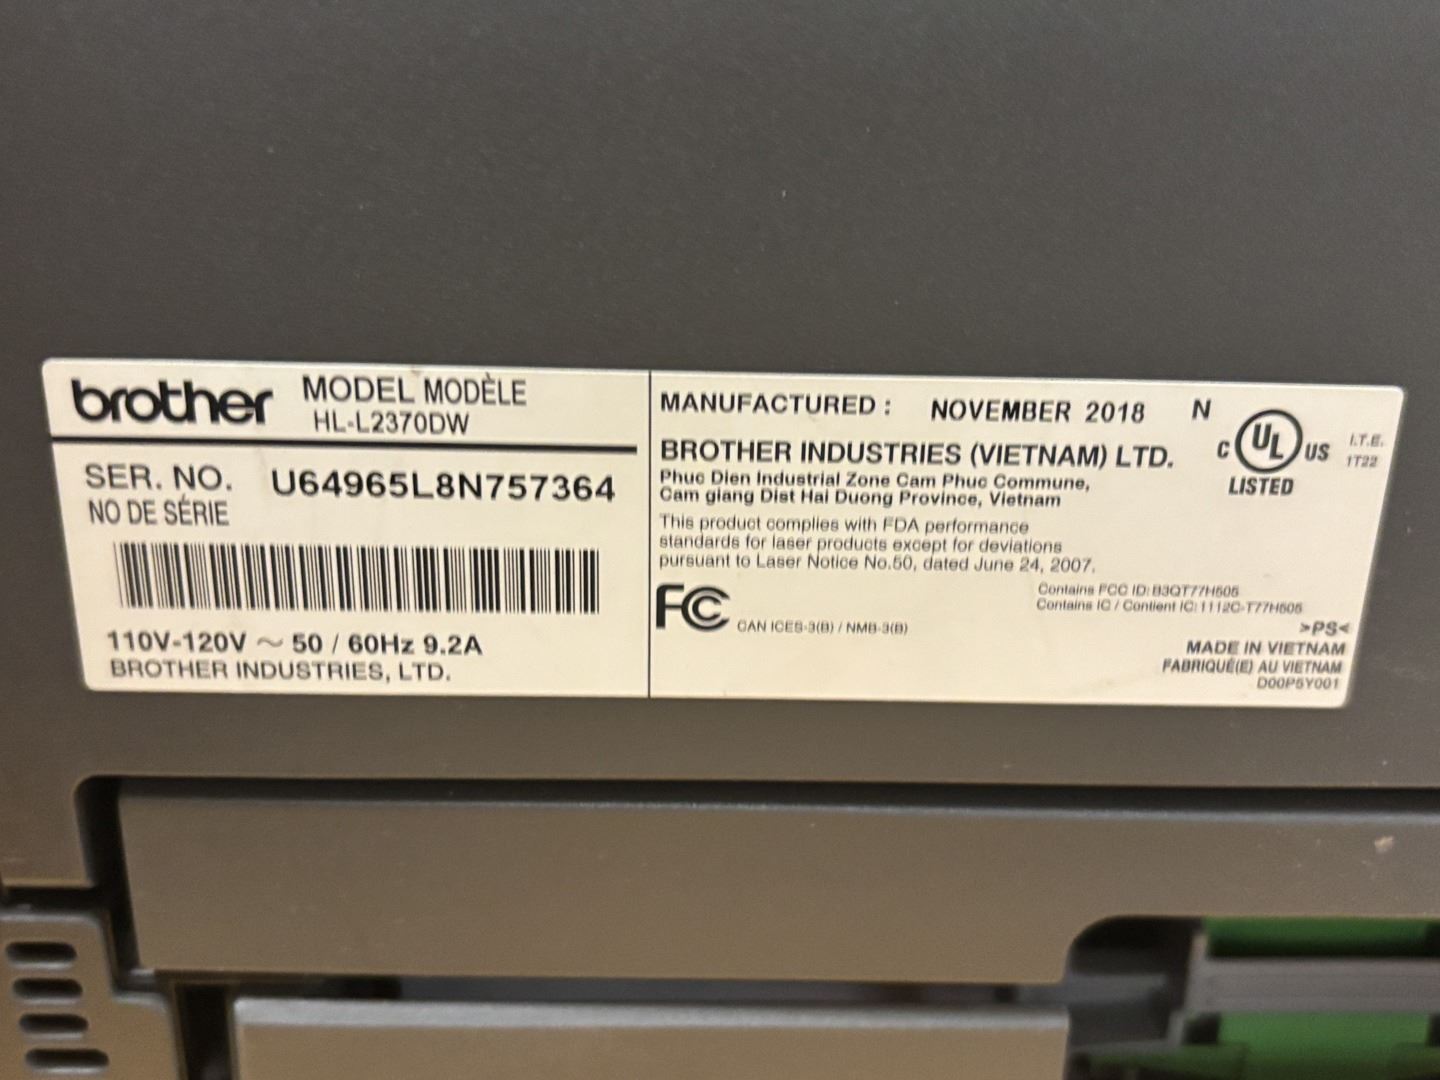 brother
MODEL MODÈLE
HL-L2370DW
SER. NO. U64965L8N757364
NO DE SÉRIE
110V-120V ～ 50 / 60Hz 9.2A
BROTHER INDUSTRIES, LTD.
MANUFACTURED : NOVEMBER 2018 N
BROTHER INDUSTRIES (VIETNAM) LTD.
Phuc Dien Industrial Zone Cam Phuc Commune,
Cam giang Dist Hai Duong Province, Vietnam
This product complies with FDA performance
standards for laser products except for deviations
pursuant to Laser Notice No.50, dated June 24, 2007.
C UL US
LISTED
I.T.E.
1T22
FC
CAN ICES-3(B) / NMB-3(B)
Contains FCC ID: B3QT77H605
Contains IC / Contient IC: 1112C-T77H605
>PS<
MADE IN VIETNAM
FABRIQUÉ(E) AU VIETNAM
D00P5Y001